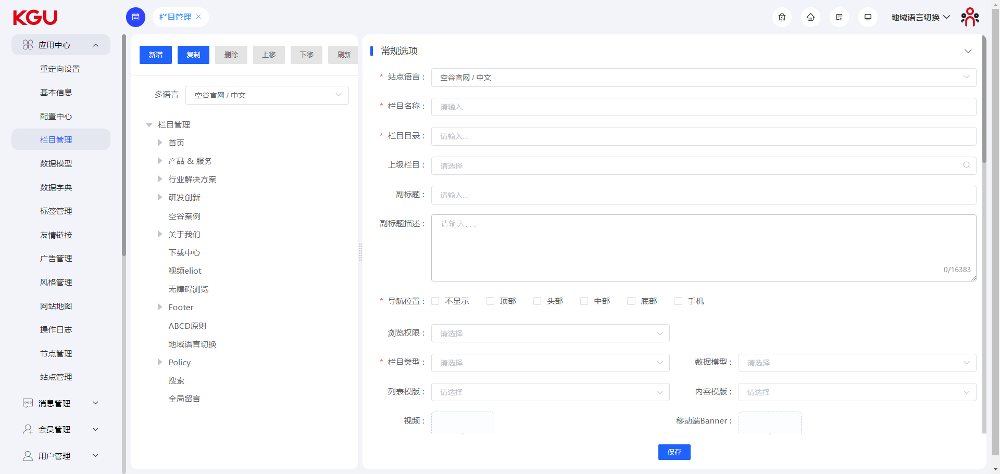 KGU
栏目管理
地域语言切换
应用中心
重定向设置
基本信息
配置中心
栏目管理
数据模型
数据字典
标签管理
友情链接
广告管理
风格管理
网站地图
操作日志
节点管理
站点管理
消息管理
会员管理
用户管理
新增 复制 删除 上移 下移 刷新
多语言 空谷官网 / 中文
栏目管理
首页
产品 & 服务
行业解决方案
研发创新
空谷案例
关于我们
下载中心
视频eliot
无障碍浏览
Footer
ABCD原则
地域语言切换
Policy
搜索
全局留言
常规选项
* 站点语言： 空谷官网 / 中文
* 栏目名称： 请输入...
* 栏目目录： 请输入...
上级栏目： 请选择
副标题： 请输入...
副标题描述： 请输入...
0/16383
* 导航位置： 不显示 顶部 头部 中部 底部 手机
浏览权限： 请选择
* 栏目类型： 请选择 数据模型： 请选择
列表模版： 请选择 内容模版： 请选择
视频： 移动端Banner：
保存